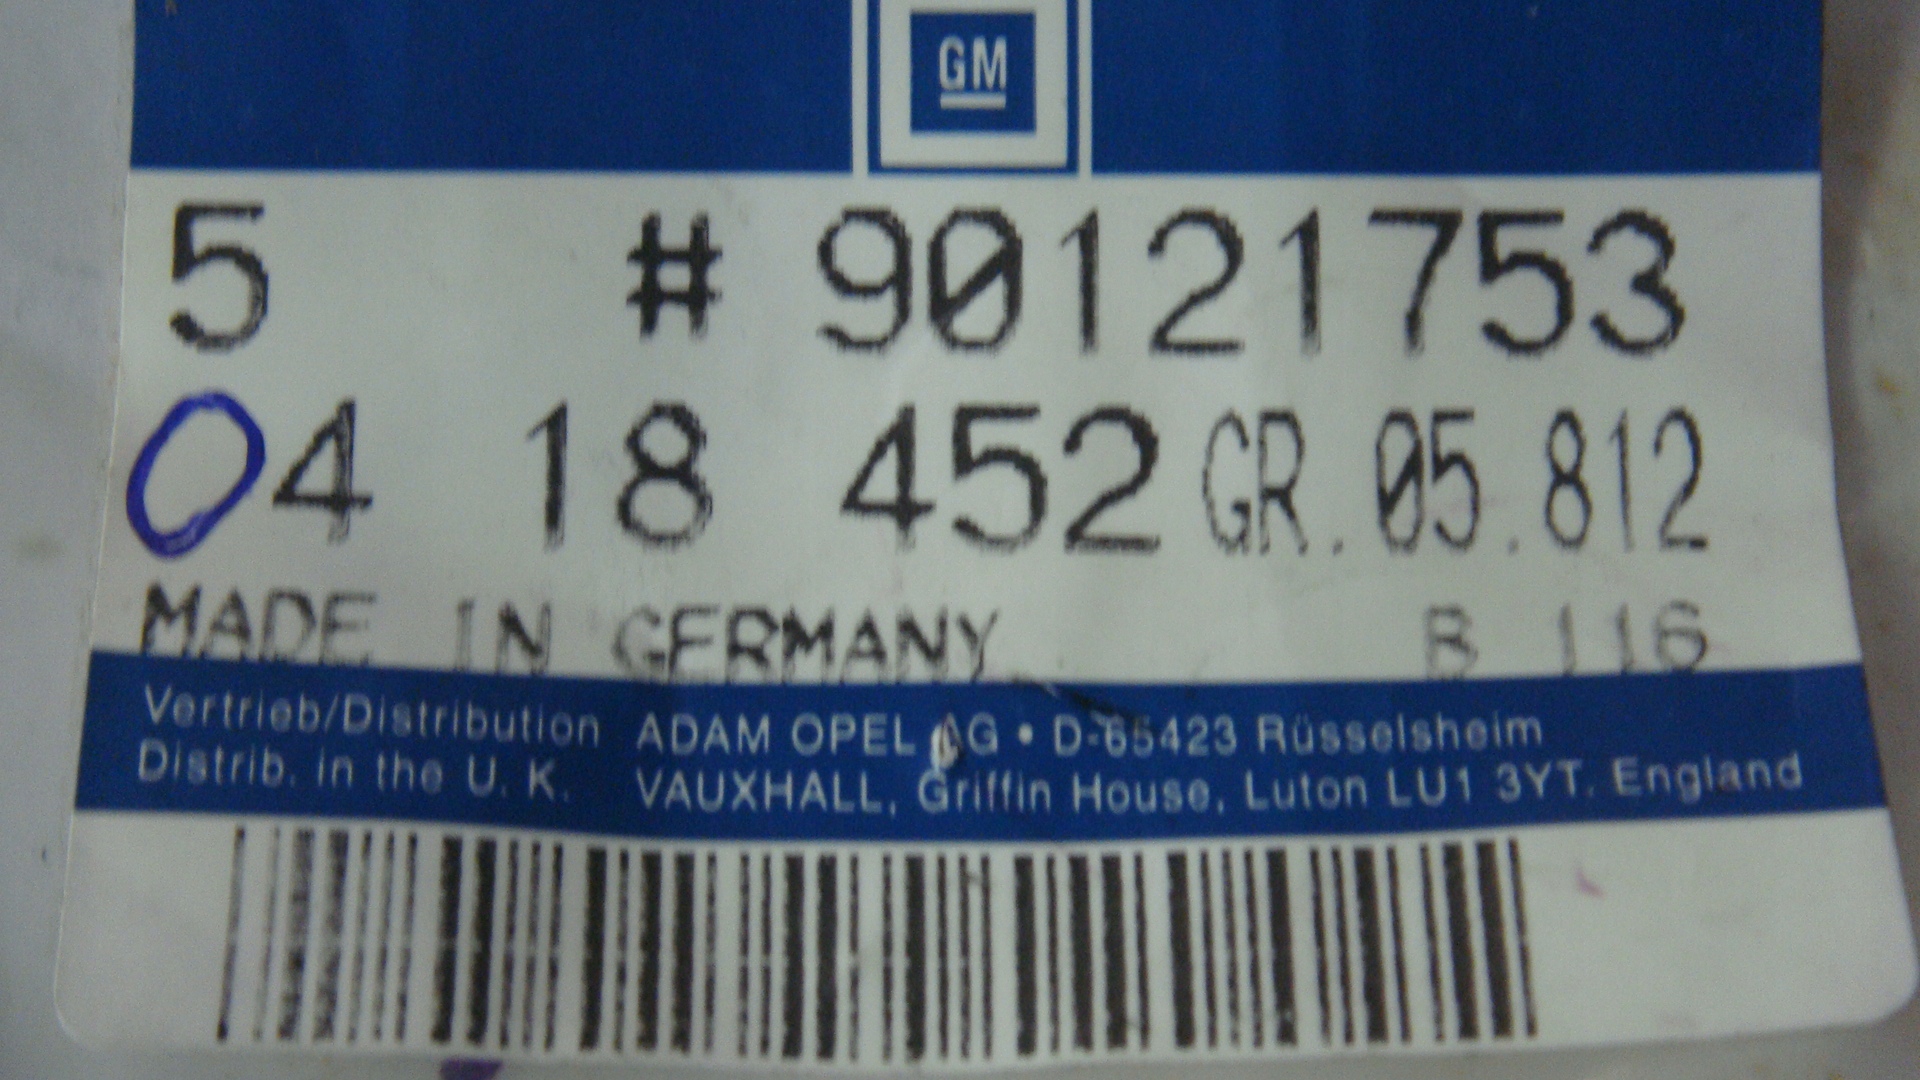 GM
5 # 90121753
04 18 452 GR. 05.812
MADE IN GERMANY B 116
Vertrieb/Distribution ADAM OPEL AG • D-65423 Rüsselsheim
Distrib. in the U. K. VAUXHALL, Griffin House, Luton LU1 3YT. England